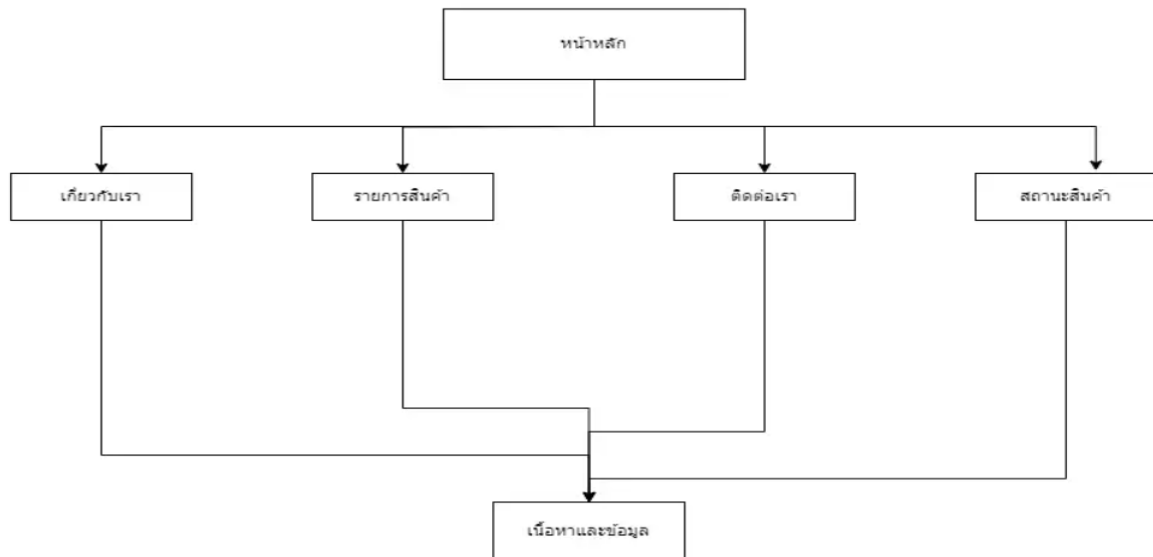 หน้าหลัก
เกี่ยวกับเรา
รายการสินค้า
ติดต่อเรา
สถานะสินค้า
เนื้อหาและข้อมูล